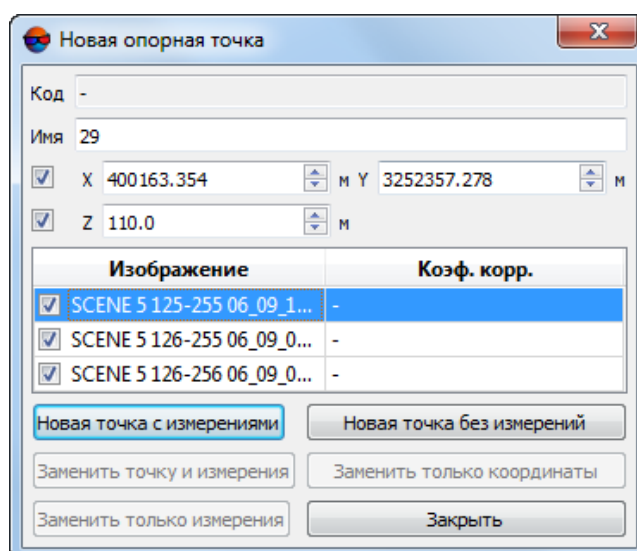 Новая опорная точка
Код -
Имя 29
X 400163.354 м Y 3252357.278 м
Z 110.0 м
Изображение Коэф. корр.
SCENE 5 125-255 06_09_1... -
SCENE 5 126-255 06_09_0... -
SCENE 5 126-256 06_09_0... -
Новая точка с измерениями Новая точка без измерений
Заменить точку и измерения Заменить только координаты
Заменить только измерения Закрыть